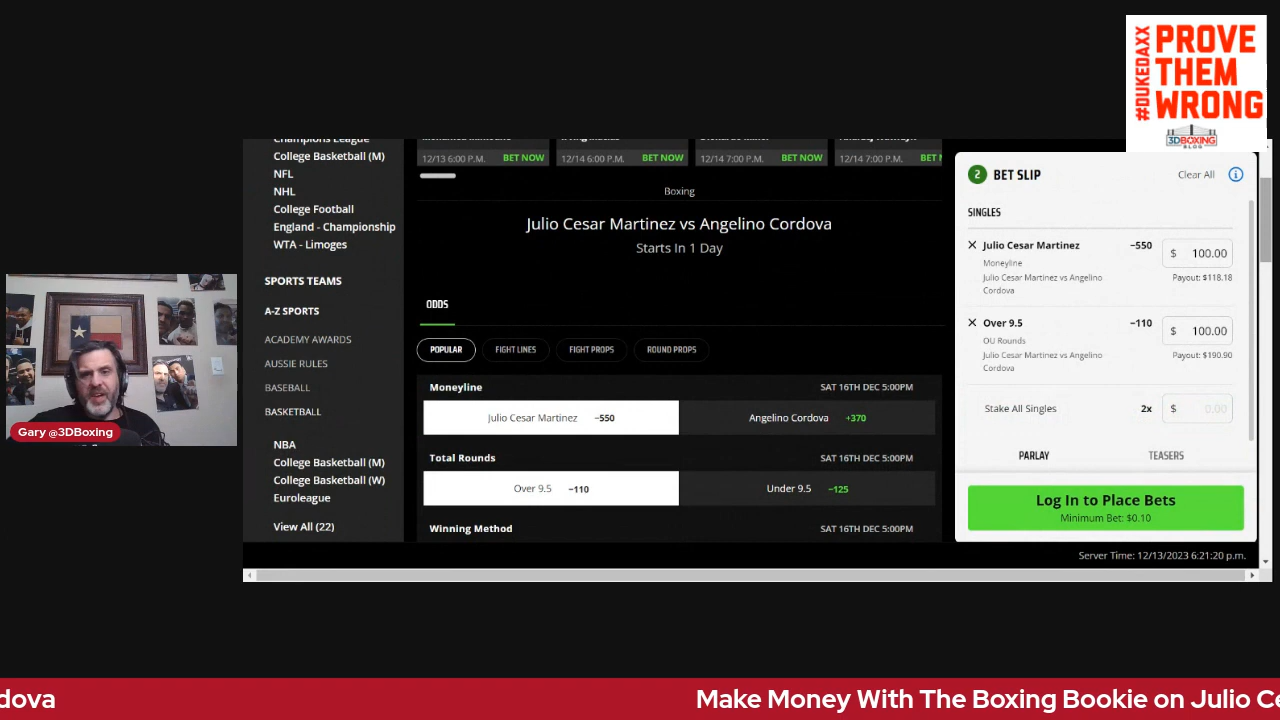 #DUKEDAXX
PROVE
THEM
WRONG
3DBOXING
BLOG
Champions League
College Basketball (M)
NFL
NHL
College Football
England - Championship
WTA - Limoges
SPORTS TEAMS
A-Z SPORTS
ACADEMY AWARDS
AUSSIE RULES
BASEBALL
BASKETBALL
NBA
College Basketball (M)
College Basketball (W)
Euroleague
View All (22)
12/13 6:00 P.M. BET NOW
12/14 6:00 P.M. BET NOW
12/14 7:00 P.M. BET NOW
12/14 7:00 P.M. BET N
Boxing
Julio Cesar Martinez vs Angelino Cordova
Starts In 1 Day
ODDS
POPULAR FIGHT LINES FIGHT PROPS ROUND PROPS
Moneyline SAT 16TH DEC 5:00PM
Julio Cesar Martinez −550 Angelino Cordova +370
Total Rounds SAT 16TH DEC 5:00PM
Over 9.5 −110 Under 9.5 −125
Winning Method SAT 16TH DEC 5:00PM
2 BET SLIP Clear All i
SINGLES
× Julio Cesar Martinez −550 $ 100.00
Moneyline
Julio Cesar Martinez vs Angelino
Cordova
Payout: $118.18
× Over 9.5 −110 $ 100.00
OU Rounds
Julio Cesar Martinez vs Angelino
Cordova
Payout: $190.90
Stake All Singles 2x $ 0.00
PARLAY TEASERS
Log In to Place Bets
Minimum Bet: $0.10
Server Time: 12/13/2023 6:21:20 p.m.
Gary @3DBoxing
dova Make Money With The Boxing Bookie on Julio Ce